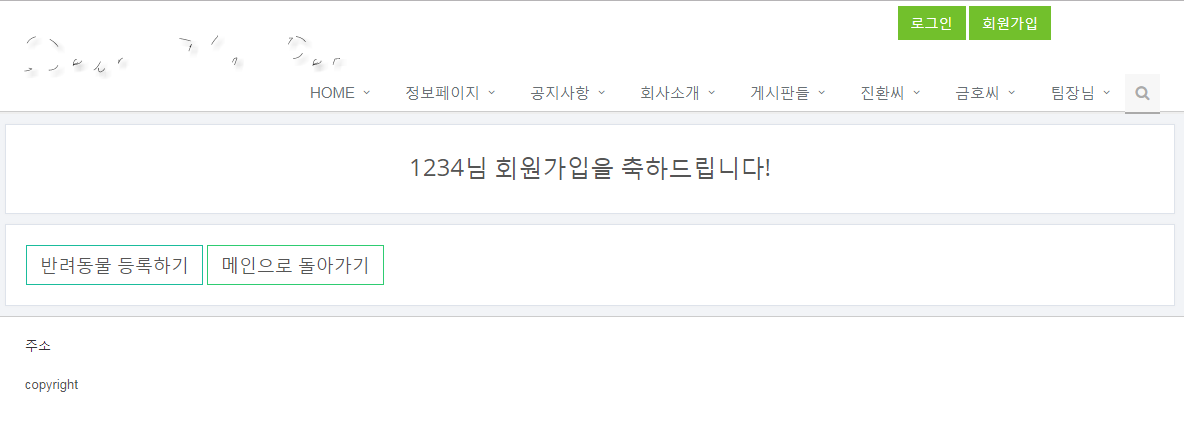 로그인 회원가입
HOME 정보페이지 공지사항 회사소개 게시판들 진환씨 금호씨 팀장님
1234님 회원가입을 축하드립니다!
반려동물 등록하기 메인으로 돌아가기
주소
copyright